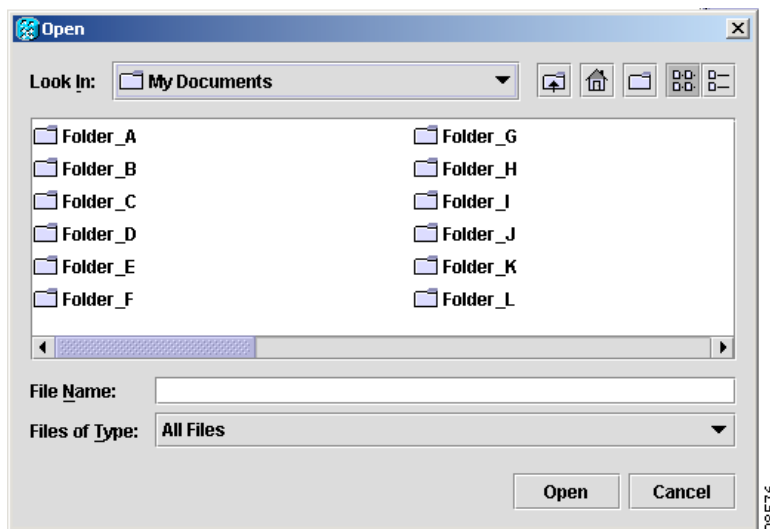 Open
Look In: My Documents
Folder_A
Folder_B
Folder_C
Folder_D
Folder_E
Folder_F
Folder_G
Folder_H
Folder_I
Folder_J
Folder_K
Folder_L
File Name:
Files of Type: All Files
Open Cancel